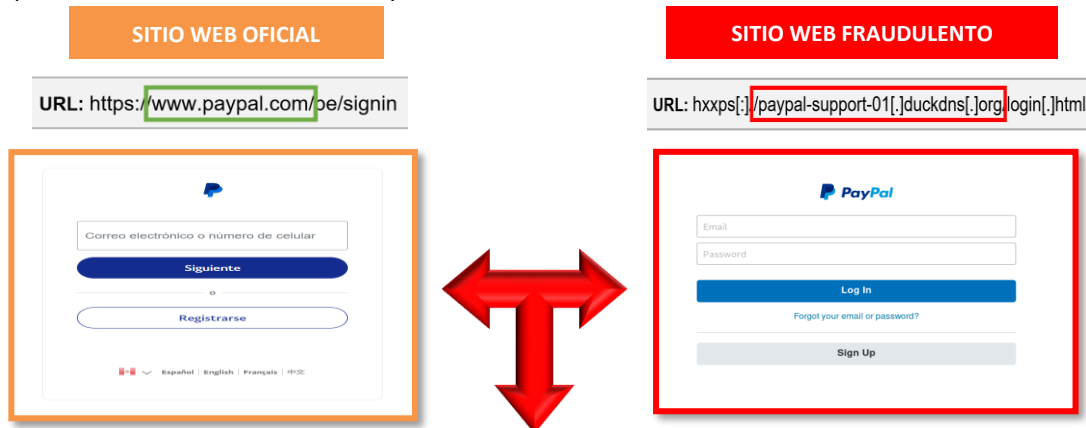 SITIO WEB OFICIAL
URL: https://www.paypal.com/pe/signin
Correo electrónico o número de celular
Siguiente
o
Registrarse
Español | English | Français | 中文
SITIO WEB FRAUDULENTO
URL: hxxps[:]//paypal-support-01[.]duckdns[.]org/login[.]html
PayPal
Email
Password
Log In
Forgot your email or password?
Sign Up